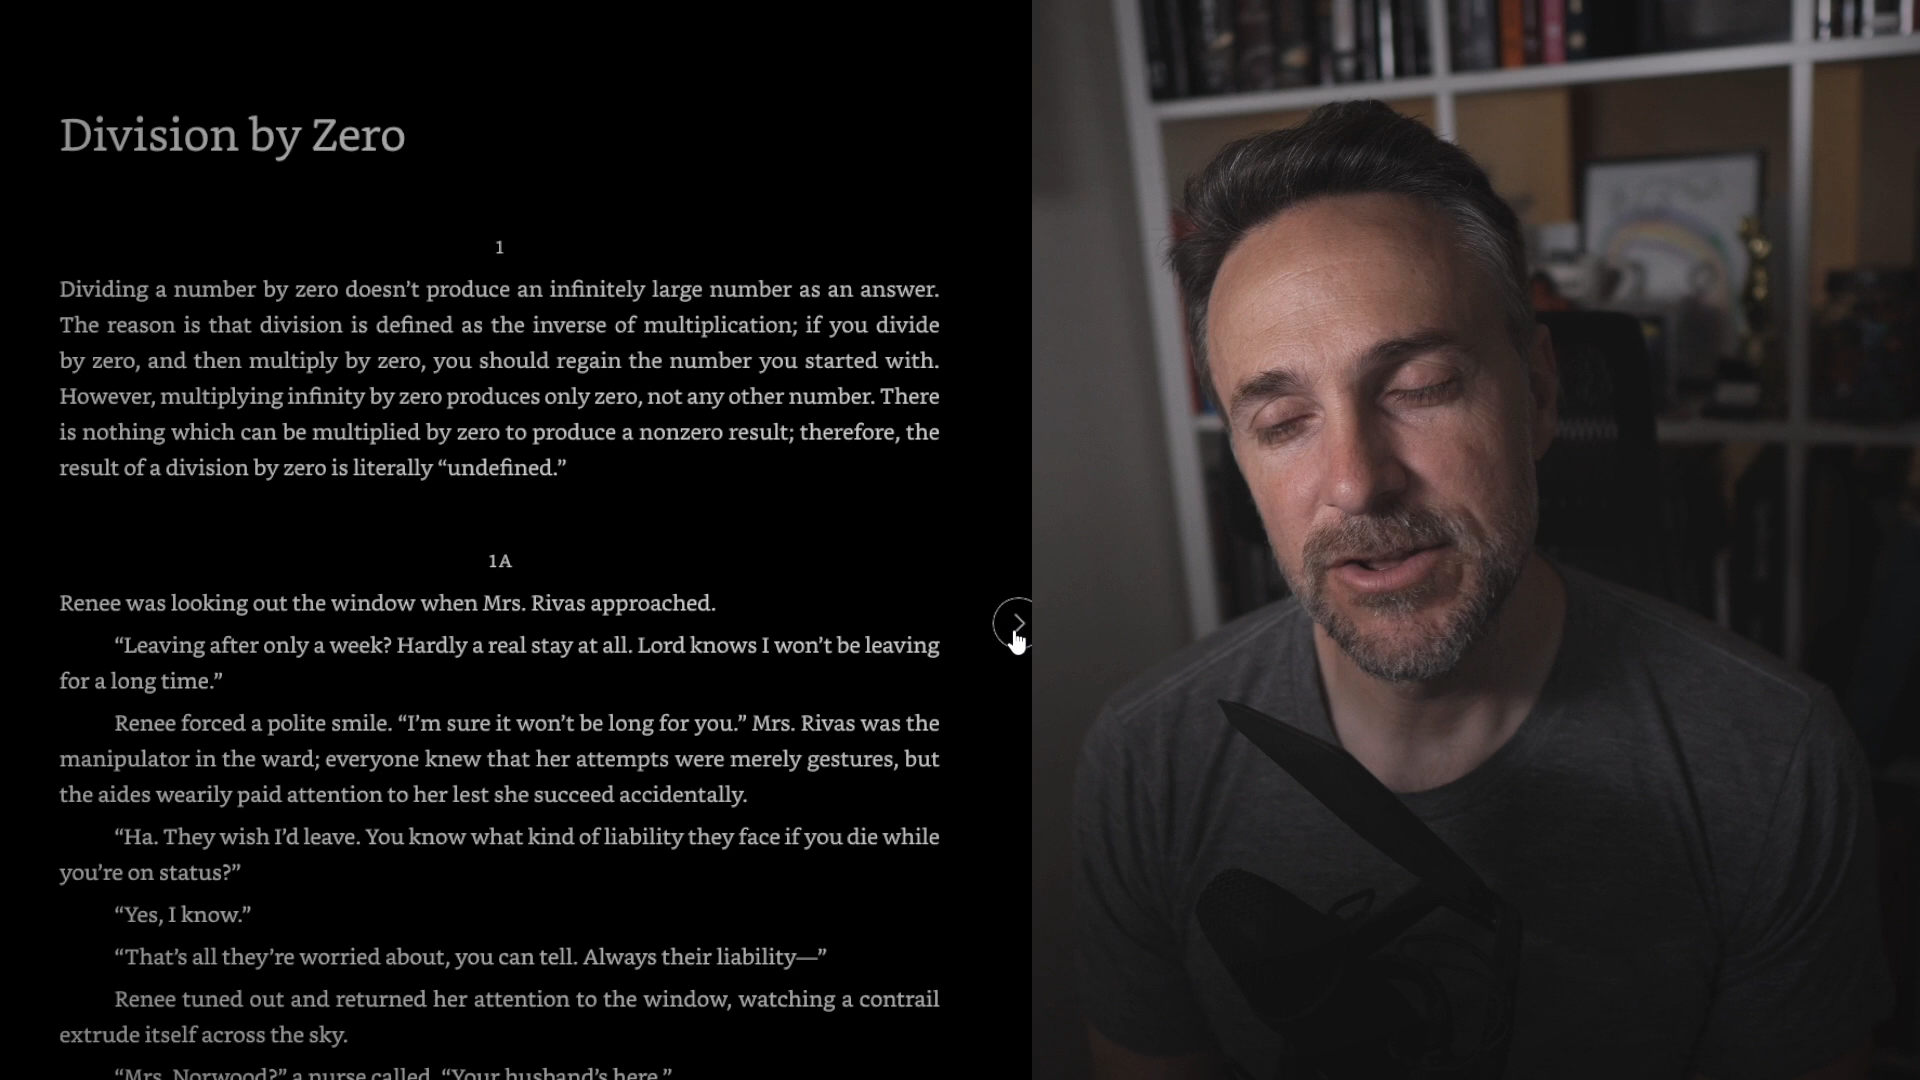 Division by Zero
1
Dividing a number by zero doesn’t produce an infinitely large number as an answer.
The reason is that division is defined as the inverse of multiplication; if you divide
by zero, and then multiply by zero, you should regain the number you started with.
However, multiplying infinity by zero produces only zero, not any other number. There
is nothing which can be multiplied by zero to produce a nonzero result; therefore, the
result of a division by zero is literally “undefined.”
1A
Renee was looking out the window when Mrs. Rivas approached.
“Leaving after only a week? Hardly a real stay at all. Lord knows I won’t be leaving
for a long time.”
Renee forced a polite smile. “I’m sure it won’t be long for you.” Mrs. Rivas was the
manipulator in the ward; everyone knew that her attempts were merely gestures, but
the aides wearily paid attention to her lest she succeed accidentally.
“Ha. They wish I’d leave. You know what kind of liability they face if you die while
you’re on status?”
“Yes, I know.”
“That’s all they’re worried about, you can tell. Always their liability—”
Renee tuned out and returned her attention to the window, watching a contrail
extrude itself across the sky.
“Mrs. Norwood?” a nurse called. “Your husband’s here.”